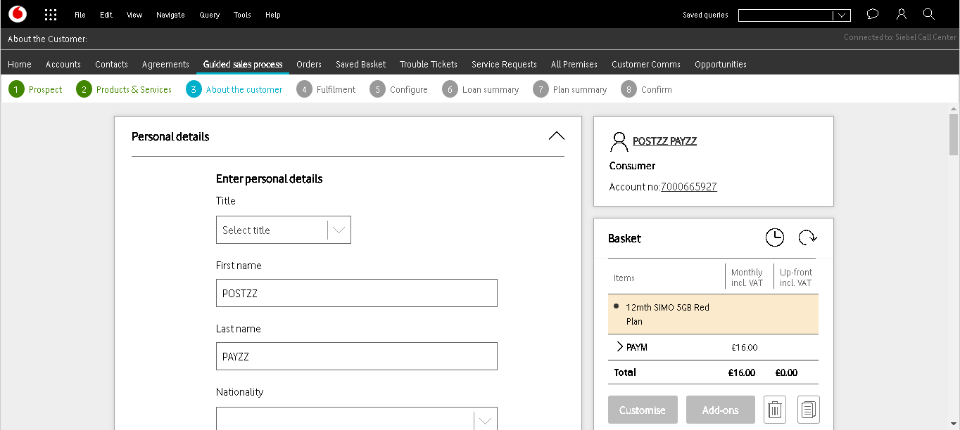 File Edit View Navigate Query Tools Help Saved queries
About the Customer: Connected to: Siebel Call Center
Home Accounts Contacts Agreements Guided sales process Orders Saved Basket Trouble Tickets Service Requests All Premises Customer Comms Opportunities
1 Prospect 2 Products & Services 3 About the customer 4 Fulfilment 5 Configure 6 Loan summary 7 Plan summary 8 Confirm
Personal details
Enter personal details
Title
Select title
First name
POSTZZ
Last name
PAYZZ
Nationality
POSTZZ PAYZZ
Consumer
Account no:7000665927
Basket
Items Monthly Up-front
incl. VAT incl. VAT
12mth SIMO 5GB Red
Plan
PAYM £16.00
Total £16.00 £0.00
Customise Add-ons